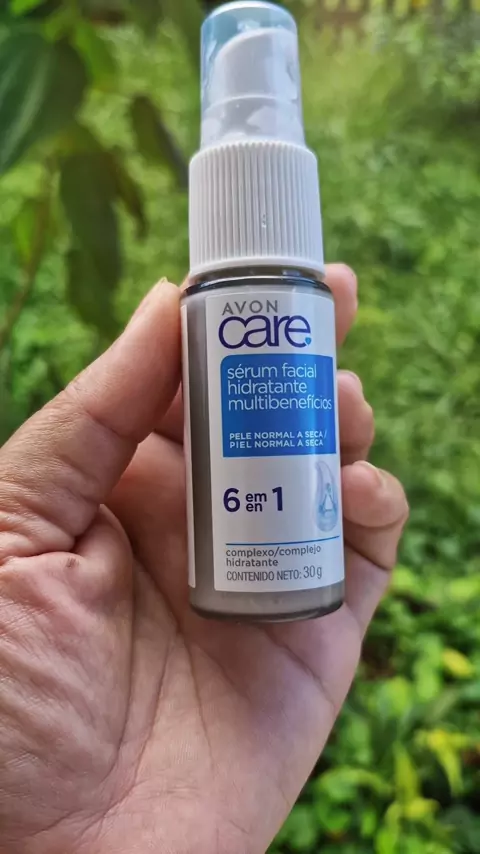 AVON
care
sérum facial
hidratante
multibenefícios
PELE NORMAL A SECA /
PIEL NORMAL A SECA
6 em en 1
complexo/complejo
hidratante
CONTENIDO NETO: 30 g